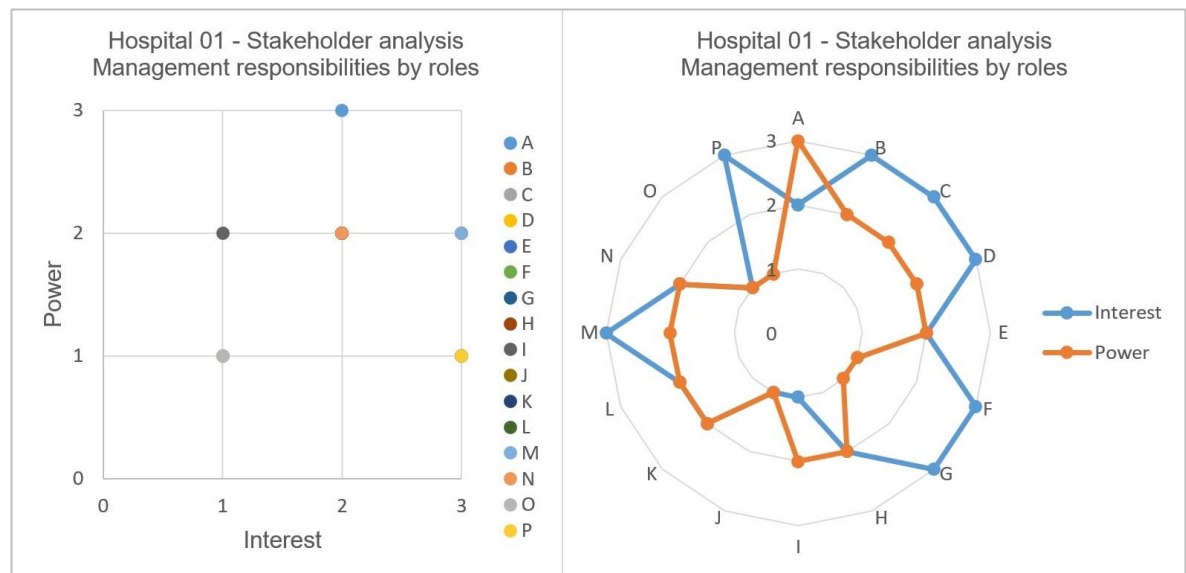 Hospital 01 - Stakeholder analysis
Management responsibilities by roles
3
2
1
0
0
1
2
3
Power
Interest
A
B
C
D
E
F
G
H
I
J
K
L
M
N
O
P
Hospital 01 - Stakeholder analysis
Management responsibilities by roles
A
B
C
D
E
F
G
H
I
J
K
L
M
N
O
P
3
2
1
0
Interest
Power